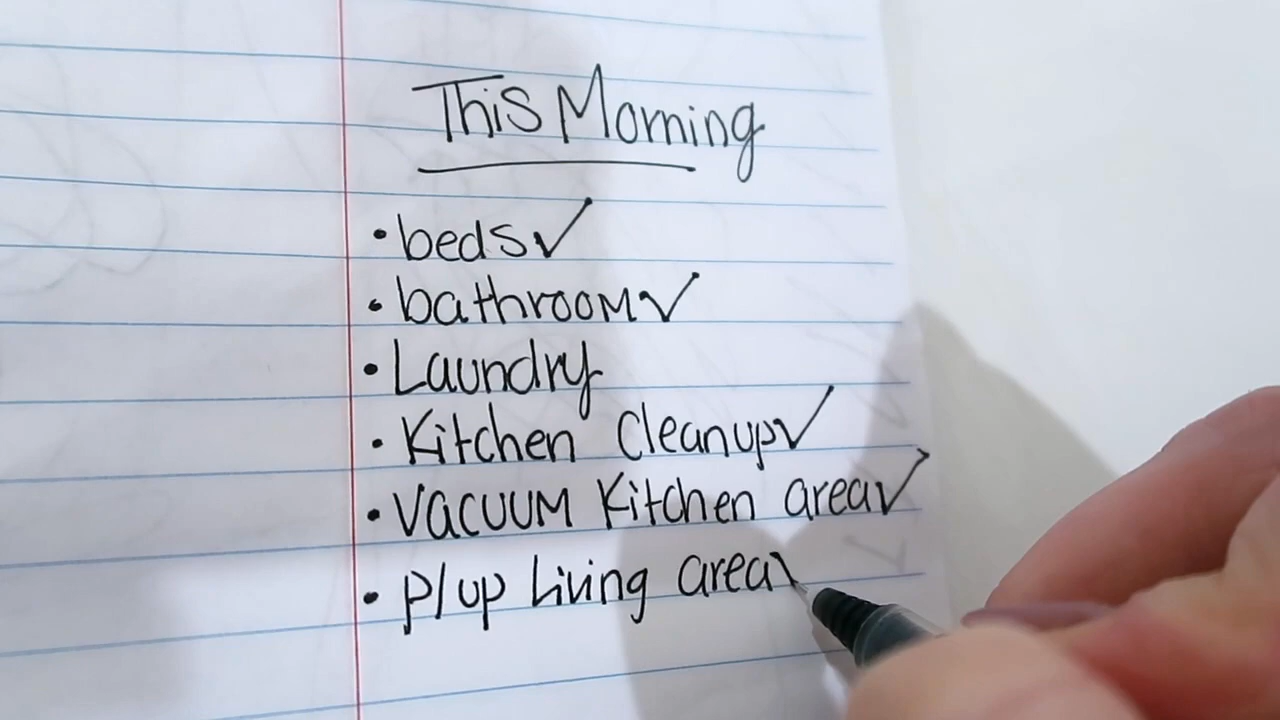 This Morning
• beds ✓
• bathroom ✓
• Laundry
• Kitchen Cleanup ✓
• Vacuum Kitchen area ✓
• p/up Living area